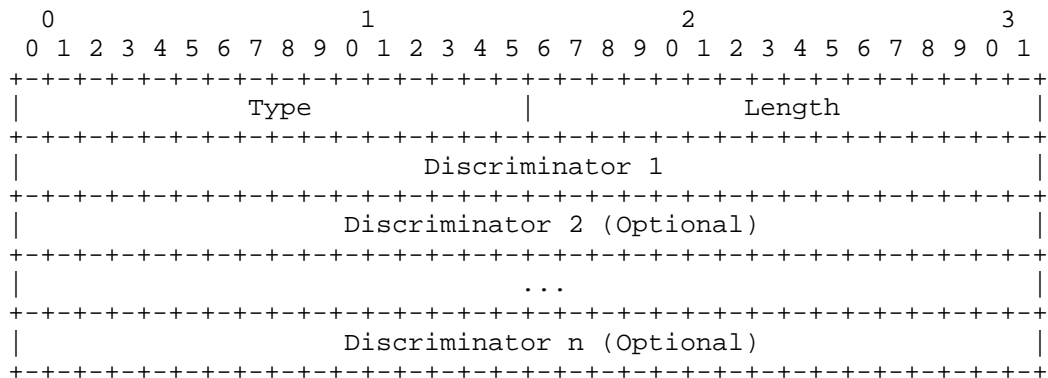 0                   1                   2                   3
 0 1 2 3 4 5 6 7 8 9 0 1 2 3 4 5 6 7 8 9 0 1 2 3 4 5 6 7 8 9 0 1
+-+-+-+-+-+-+-+-+-+-+-+-+-+-+-+-+-+-+-+-+-+-+-+-+-+-+-+-+-+-+-+-+
|              Type             |             Length            |
+-+-+-+-+-+-+-+-+-+-+-+-+-+-+-+-+-+-+-+-+-+-+-+-+-+-+-+-+-+-+-+-+
|                         Discriminator 1                       |
+-+-+-+-+-+-+-+-+-+-+-+-+-+-+-+-+-+-+-+-+-+-+-+-+-+-+-+-+-+-+-+-+
|                    Discriminator 2 (Optional)                 |
+-+-+-+-+-+-+-+-+-+-+-+-+-+-+-+-+-+-+-+-+-+-+-+-+-+-+-+-+-+-+-+-+
|                               ...                             |
+-+-+-+-+-+-+-+-+-+-+-+-+-+-+-+-+-+-+-+-+-+-+-+-+-+-+-+-+-+-+-+-+
|                    Discriminator n (Optional)                 |
+-+-+-+-+-+-+-+-+-+-+-+-+-+-+-+-+-+-+-+-+-+-+-+-+-+-+-+-+-+-+-+-+